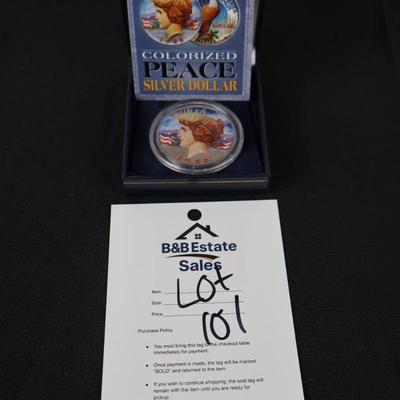 COLORIZED
PEACE
SILVER DOLLAR
B&B Estate
Sales
Item:
Lot
Size:
Price:
101
Purchase Policy
• You must bring this tag to the checkout table
immediately for payment.
• Once payment is made, the tag will be marked
"SOLD" and returned to the item.
• If you wish to continue shopping, the sold tag will
remain with the item until you are ready for
pickup.